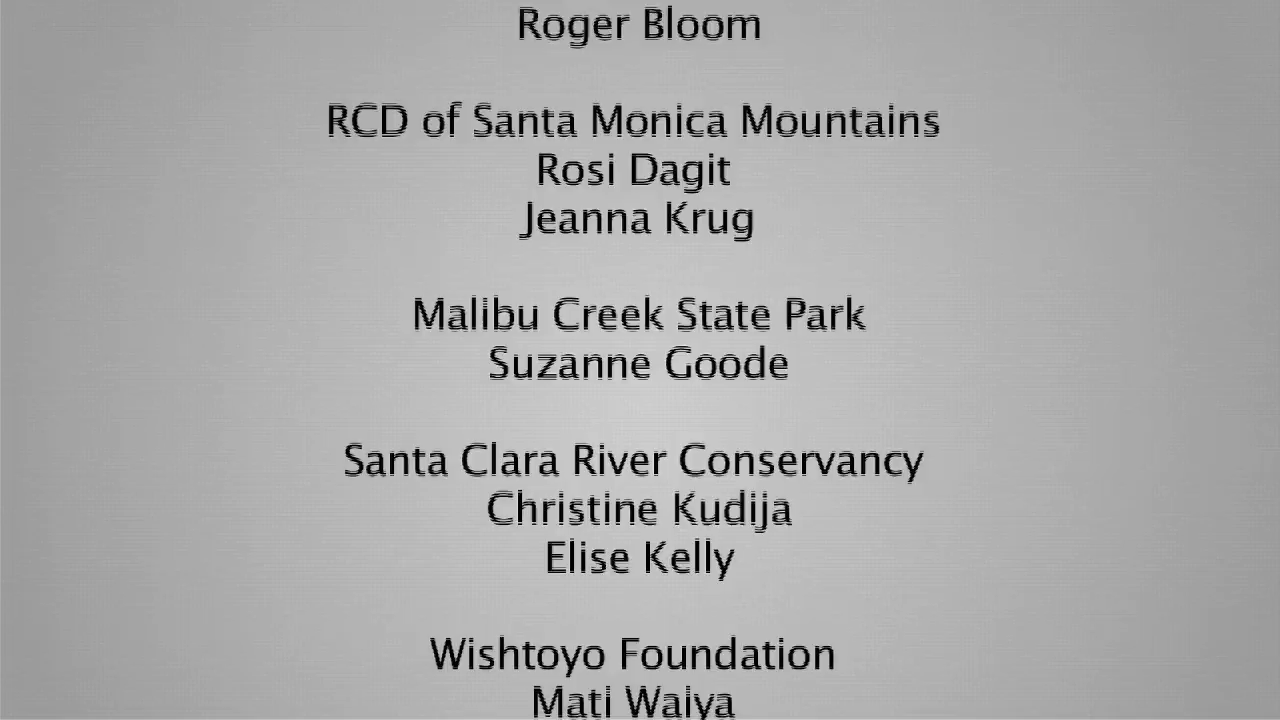 Roger Bloom
RCD of Santa Monica Mountains
Rosi Dagit
Jeanna Krug
Malibu Creek State Park
Suzanne Goode
Santa Clara River Conservancy
Christine Kudija
Elise Kelly
Wishtoyo Foundation
Mati Waiya